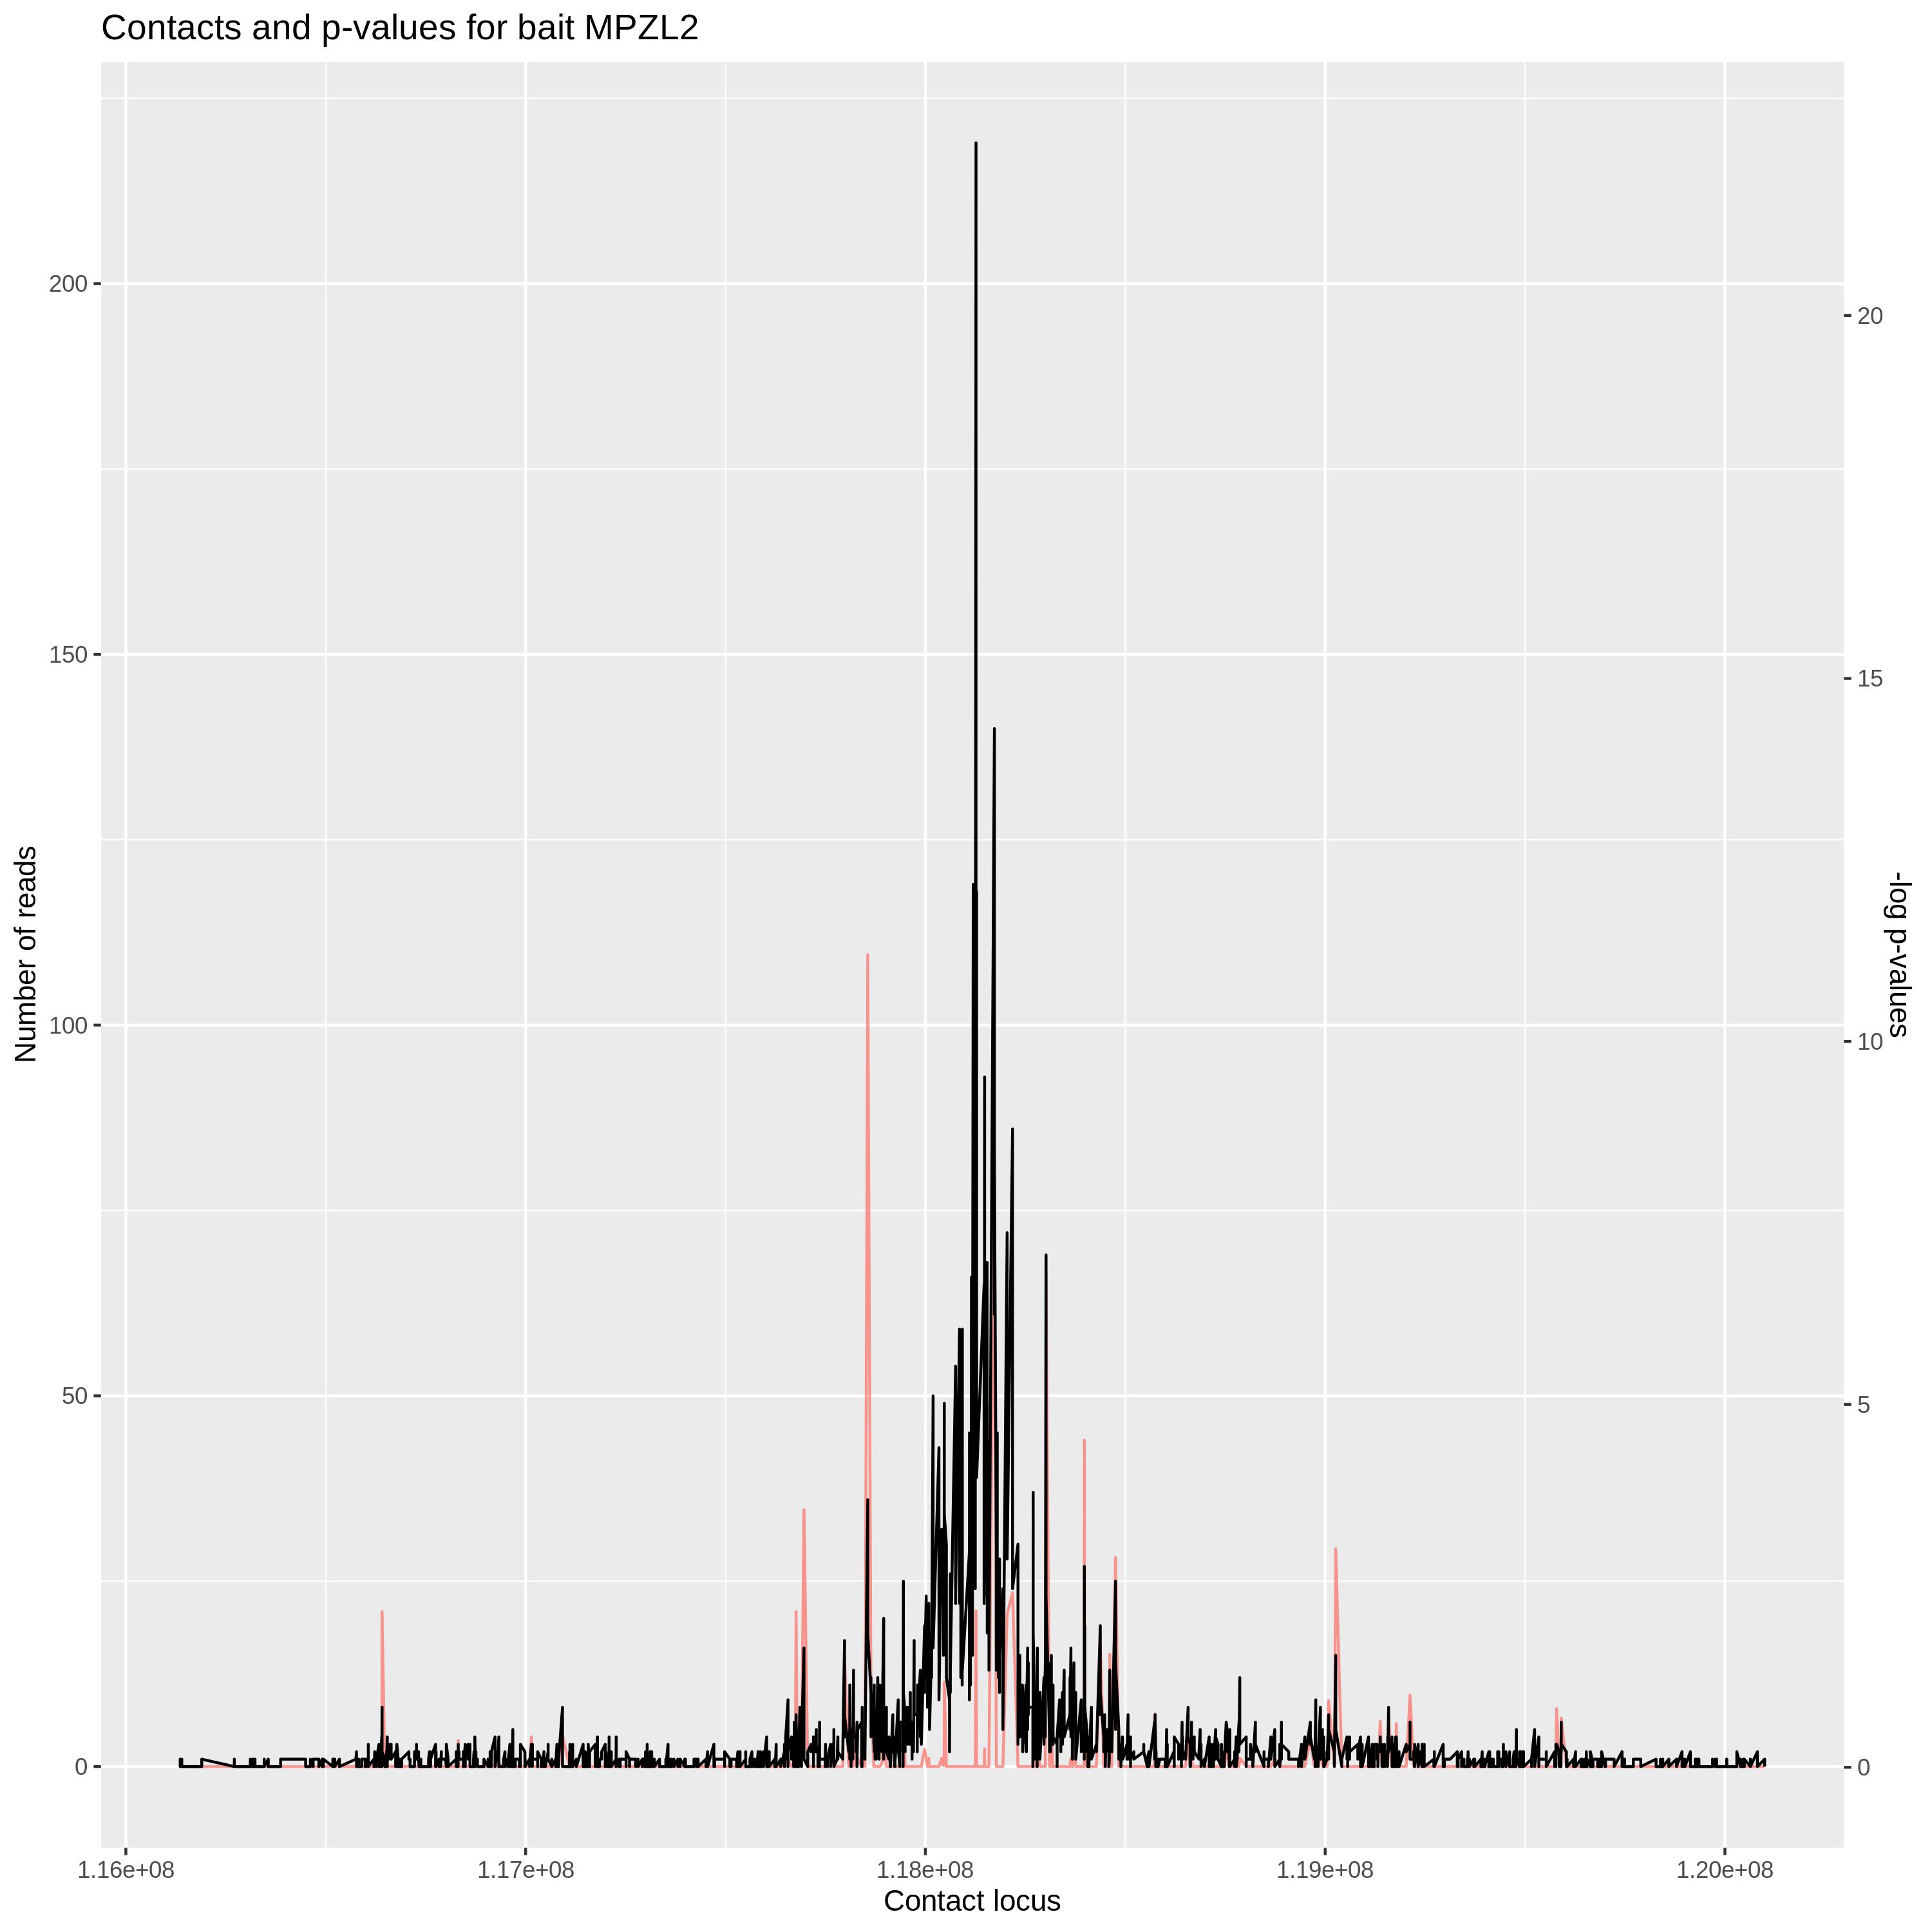 Contacts and p-values for bait MPZL2
Number of reads
200
150
100
50
0
20
15
10
5
0
-log p-values
1.16e+08
1.17e+08
1.18e+08
1.19e+08
1.20e+08
Contact locus